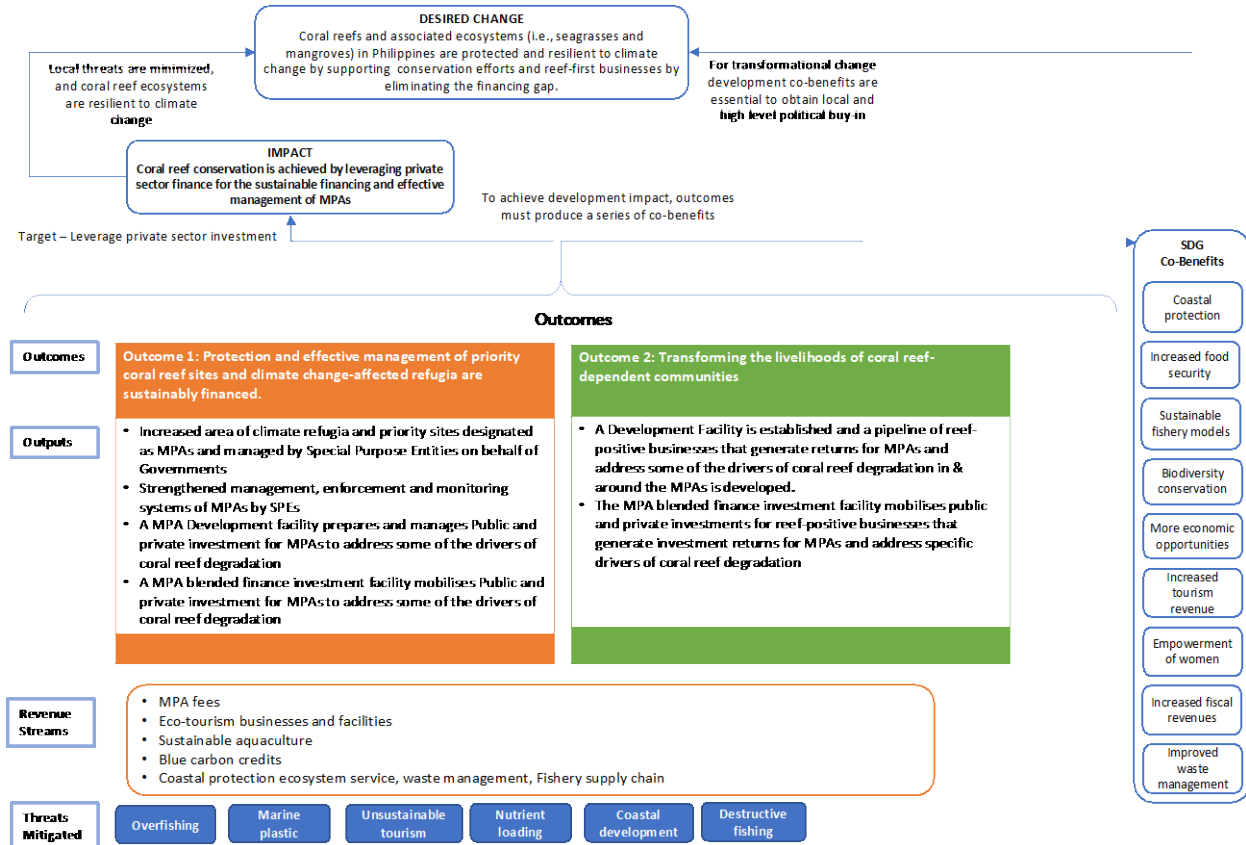 DESIRED CHANGE
Coral reefs and associated ecosystems (i.e., seagrasses and
mangroves) in Philippines are protected and resilient to climate
change by supporting conservation efforts and reef-first businesses by
eliminating the financing gap.
Local threats are minimized,
and coral reef ecosystems
are resilient to climate
change
For transformational change
development co-benefits are
essential to obtain local and
high level political buy-in
IMPACT
Coral reef conservation is achieved by leveraging private
sector finance for the sustainable financing and effective
management of MPAs
To achieve development impact, outcomes
must produce a series of co-benefits
Target – Leverage private sector investment
Outcomes
Outcomes
Outcome 1: Protection and effective management of priority
coral reef sites and climate change-affected refugia are
sustainably financed.
Outcome 2: Transforming the livelihoods of coral reef-
dependent communities
Outputs
• Increased area of climate refugia and priority sites designated
as MPAs and managed by Special Purpose Entities on behalf of
Governments
• Strengthened management, enforcement and monitoring
systems of MPAs by SPEs
• A MPA Development facility prepares and manages Public and
private investment for MPAs to address some of the drivers of
coral reef degradation
• A MPA blended finance investment facility mobilises Public and
private investment for MPAs to address some of the drivers of
coral reef degradation
• A Development Facility is established and a pipeline of reef-
positive businesses that generate returns for MPAs and
address some of the drivers of coral reef degradation in &
around the MPAs is developed.
• The MPA blended finance investment facility mobilises public
and private investments for reef-positive businesses that
generate investment returns for MPAs and address specific
drivers of coral reef degradation
Revenue
Streams
• MPA fees
• Eco-tourism businesses and facilities
• Sustainable aquaculture
• Blue carbon credits
• Coastal protection ecosystem service, waste management, Fishery supply chain
Threats
Mitigated
Overfishing
Marine
plastic
Unsustainable
tourism
Nutrient
loading
Coastal
development
Destructive
fishing
SDG
Co-Benefits
Coastal
protection
Increased food
security
Sustainable
fishery models
Biodiversity
conservation
More economic
opportunities
Increased
tourism
revenue
Empowerment
of women
Increased fiscal
revenues
Improved
waste
management